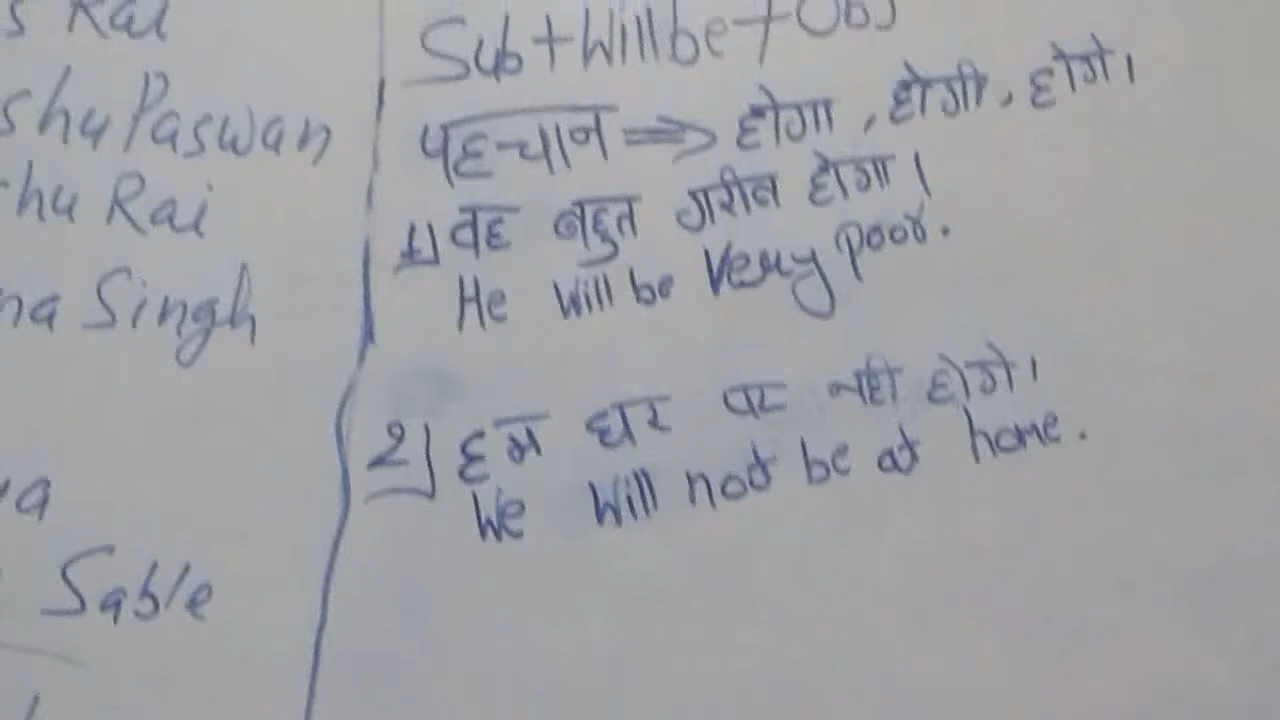 Rai
shu Paswan
hu Rai
na Singh
a
Sable
Sub+Will be+Obj
पहचान ⇒ होगा, होगी, होगे।
1) वह बहुत गरीब होगा।
He will be very poor.
2) हम घर पर नही होगे।
We will not be at home.